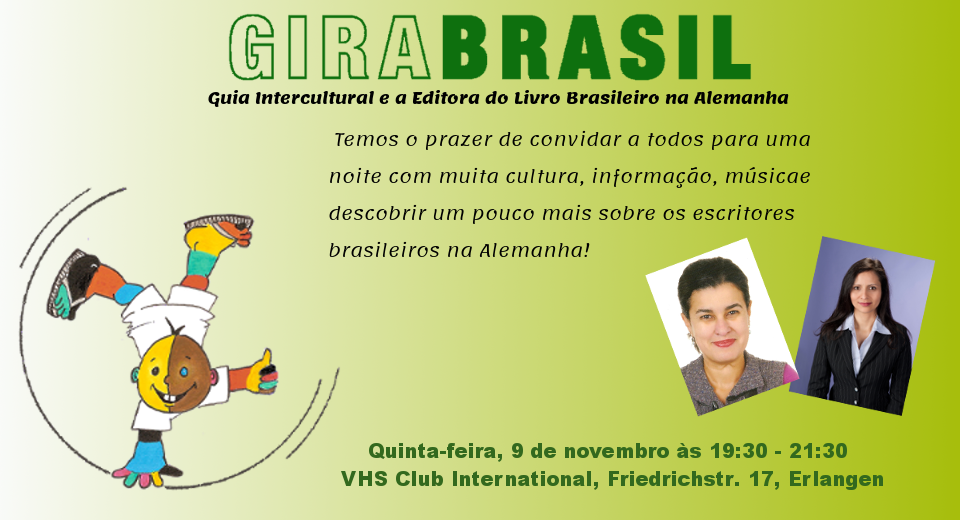 GIRABRASIL
Guia Intercultural e a Editora do Livro Brasileiro na Alemanha
Temos o prazer de convidar a todos para uma
noite com muita cultura, informação, músicae
descobrir um pouco mais sobre os escritores
brasileiros na Alemanha!
Quinta-feira, 9 de novembro às 19:30 - 21:30
VHS Club International, Friedrichstr. 17, Erlangen